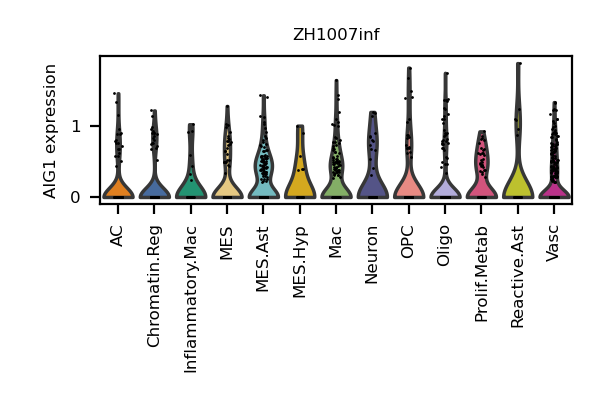 ZH1007inf
AIG1 expression
1
0
AC
Chromatin.Reg
Inflammatory.Mac
MES
MES.Ast
MES.Hyp
Mac
Neuron
OPC
Oligo
Prolif.Metab
Reactive.Ast
Vasc